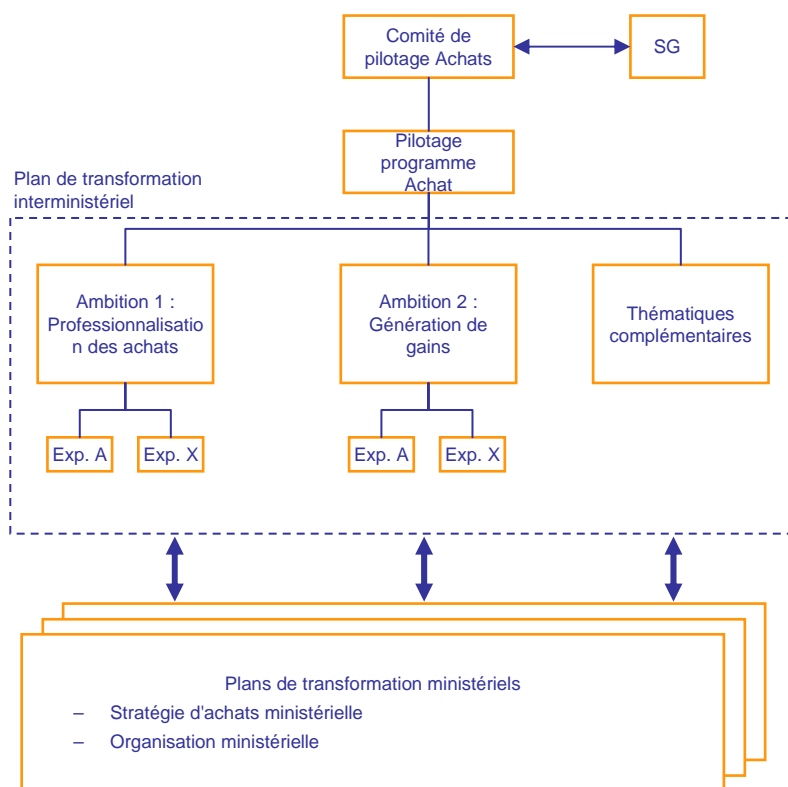 Comité de
pilotage Achats
SG
Pilotage
programme
Achat
Plan de transformation
interministériel
Ambition 1 :
Professionnalisatio
n des achats
Ambition 2 :
Génération de
gains
Thématiques
complémentaires
Exp. A
Exp. X
Exp. A
Exp. X
Plans de transformation ministériels
– Stratégie d'achats ministérielle
– Organisation ministérielle